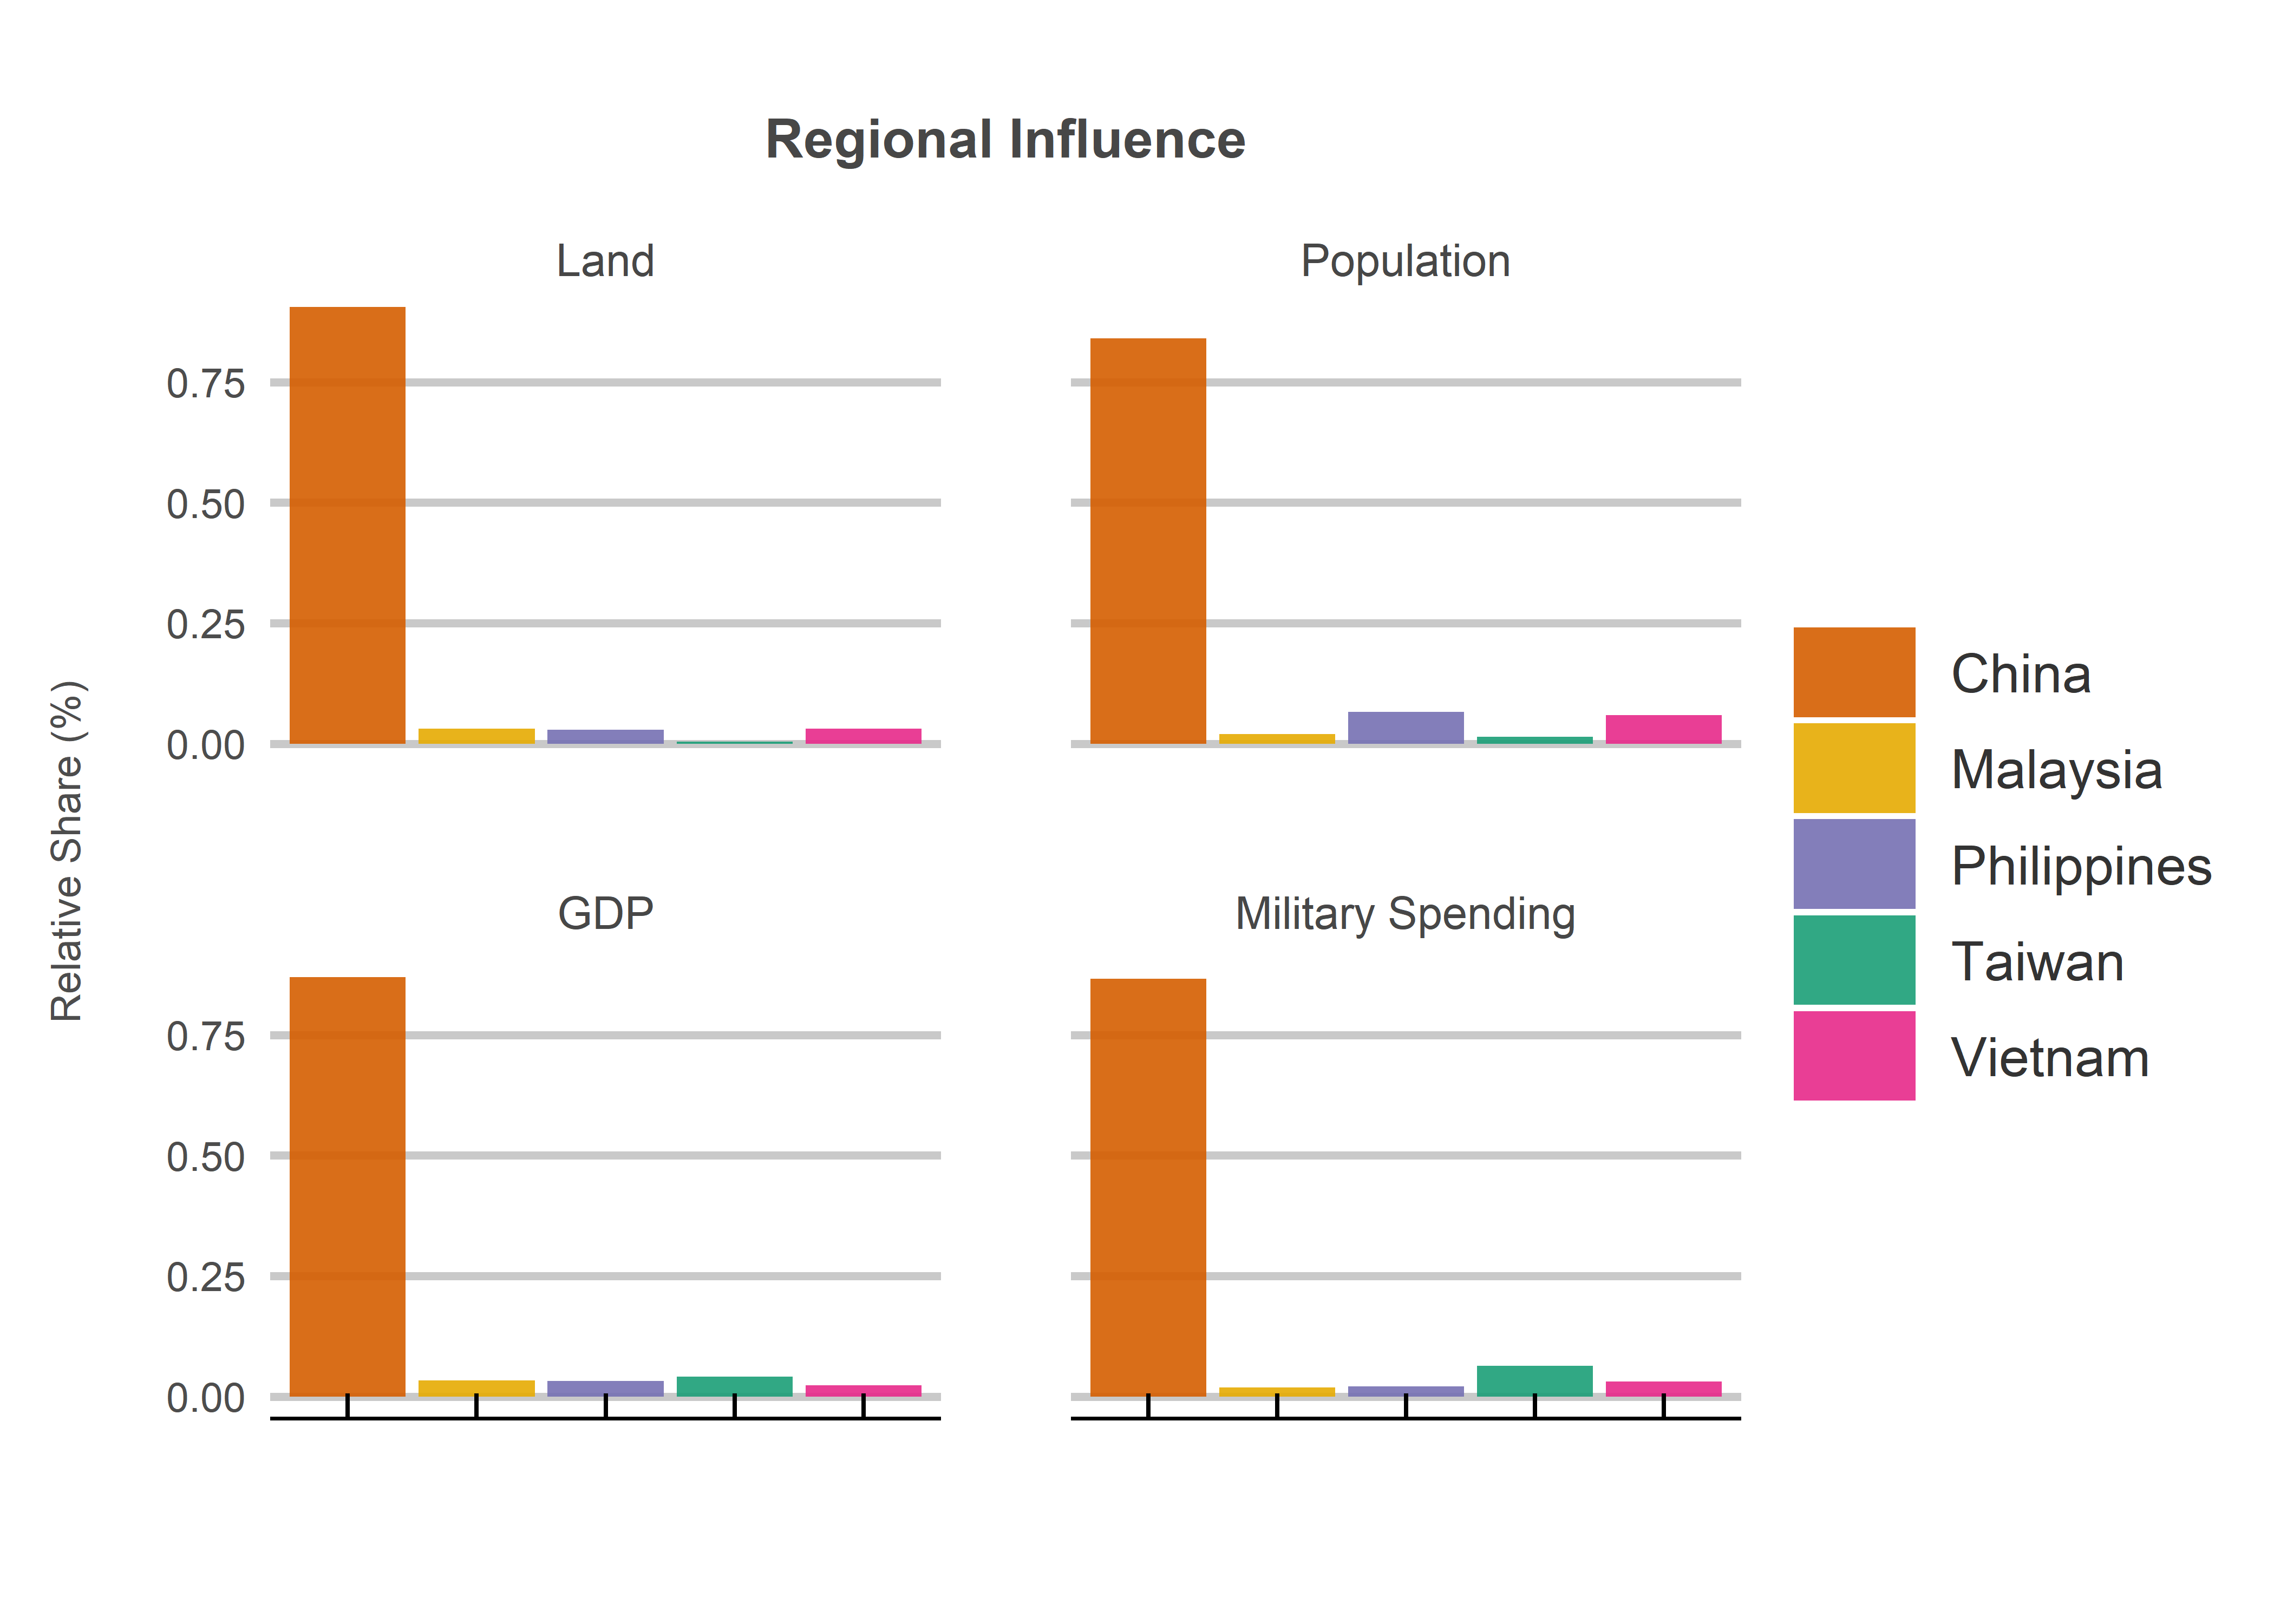 Regional Influence
Land
Population
0.75
0.50
0.25
0.00
Relative Share (%)
GDP
Military Spending
0.75
0.50
0.25
0.00
China
Malaysia
Philippines
Taiwan
Vietnam